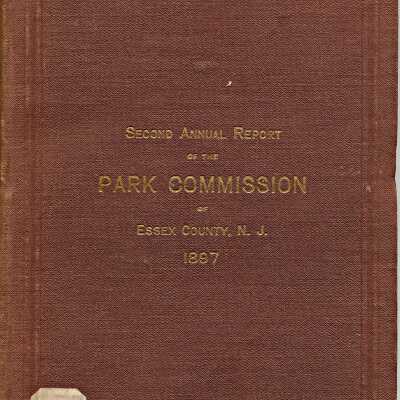 SECOND ANNUAL REPORT
OF THE
PARK COMMISSION
OF
ESSEX COUNTY, N. J.
1897